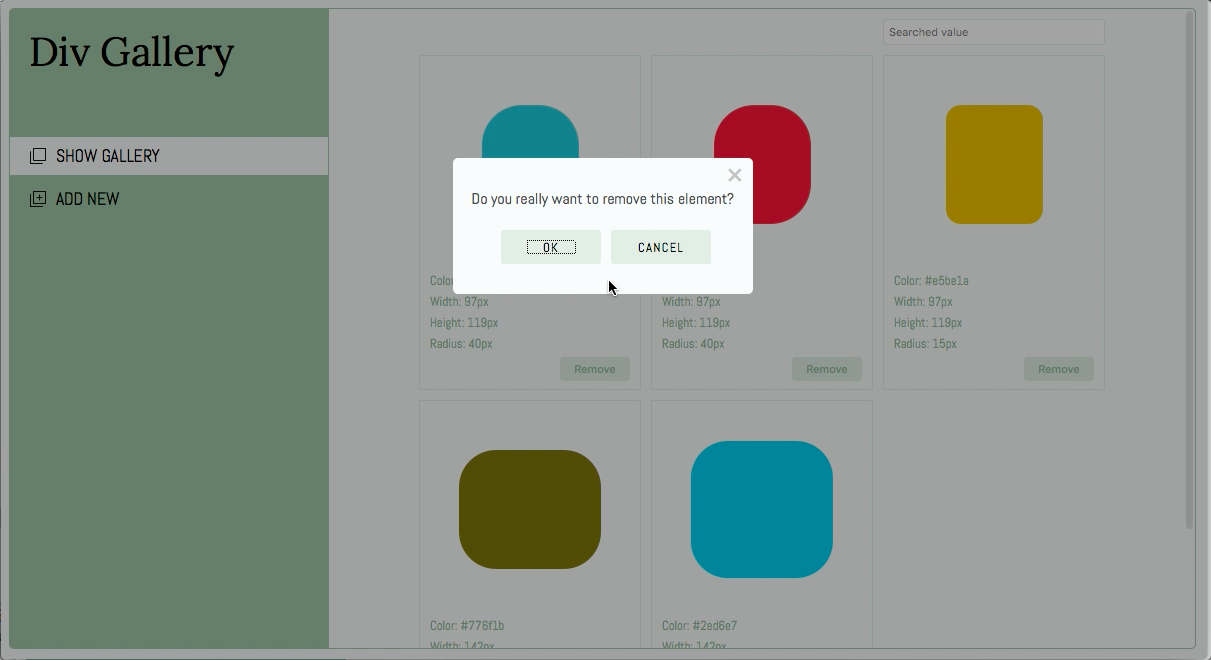 Div Gallery
SHOW GALLERY
ADD NEW
Searched value
Do you really want to remove this element?
OK
CANCEL
Width: 97px
Height: 119px
Radius: 40px
Remove
Width: 97px
Height: 119px
Radius: 40px
Remove
Color: #e5be1a
Width: 97px
Height: 119px
Radius: 15px
Remove
Color: #776f1b
Width: 142px
Color: #2ed6e7
Width: 142px